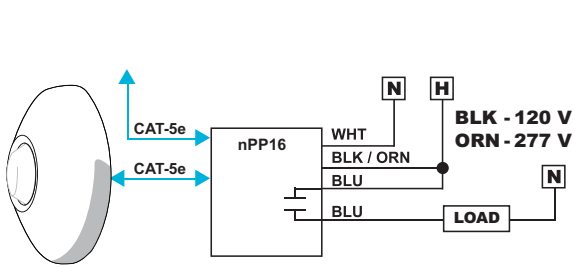 N
H
BLK - 120 V
ORN - 277 V
CAT-5e
WHT
nPP16
BLK / ORN
CAT-5e
BLU
N
BLU
LOAD